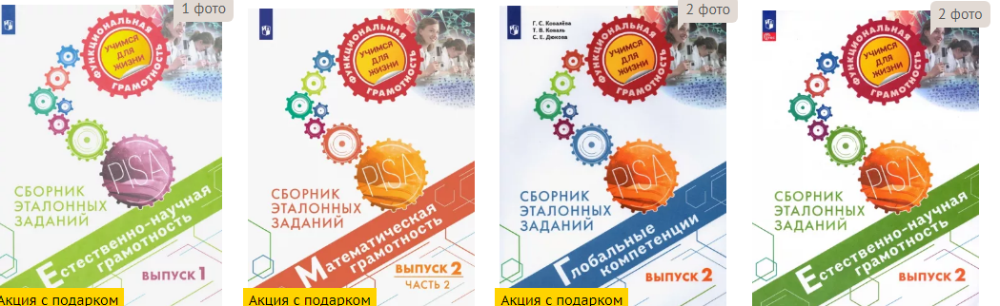 1 фото
ФУНКЦИОНАЛЬНАЯ ГРАМОТНОСТЬ
УЧИМСЯ
ДЛЯ
ЖИЗНИ
PISA
СБОРНИК
ЭТАЛОННЫХ
ЗАДАНИЙ
Естественно-научная
грамотность
ВЫПУСК 1
Акция с подарком
ФУНКЦИОНАЛЬНАЯ ГРАМОТНОСТЬ
УЧИМСЯ
ДЛЯ
ЖИЗНИ
PISA
СБОРНИК
ЭТАЛОННЫХ
ЗАДАНИЙ
Математическая
грамотность
ВЫПУСК 2
ЧАСТЬ 2
Акция с подарком
2 фото
Г. С. Ковалёва
Т. В. Коваль
С. Е. Дюкова
ФУНКЦИОНАЛЬНАЯ ГРАМОТНОСТЬ
УЧИМСЯ
ДЛЯ
ЖИЗНИ
PISA
СБОРНИК
ЭТАЛОННЫХ
ЗАДАНИЙ
Глобальные
компетенции
ВЫПУСК 2
Акция с подарком
2 фото
ФУНКЦИОНАЛЬНАЯ ГРАМОТНОСТЬ
УЧИМСЯ
ДЛЯ
ЖИЗНИ
PISA
СБОРНИК
ЭТАЛОННЫХ
ЗАДАНИЙ
Естественно-научная
грамотность
ВЫПУСК 2